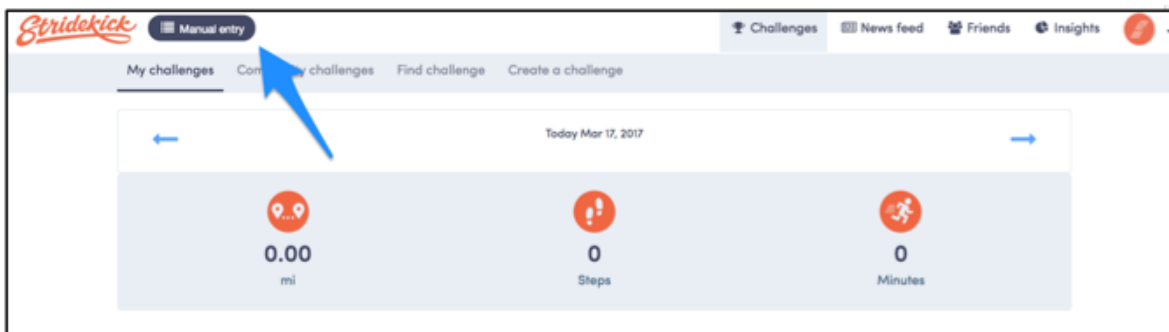 Stridekick
Manual entry
Challenges
News feed
Friends
Insights
My challenges
challenges
Find challenge
Create a challenge
Today Mar 17, 2017
0.00
0
0
mi
Steps
Minutes